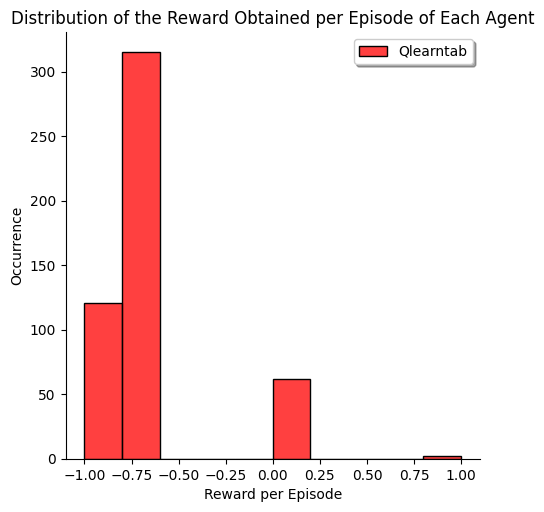 Distribution of the Reward Obtained per Episode of Each Agent
Qlearntab
300
250
200
150
100
50
0
Occurrence
−1.00 −0.75 −0.50 −0.25 0.00 0.25 0.50 0.75 1.00
Reward per Episode